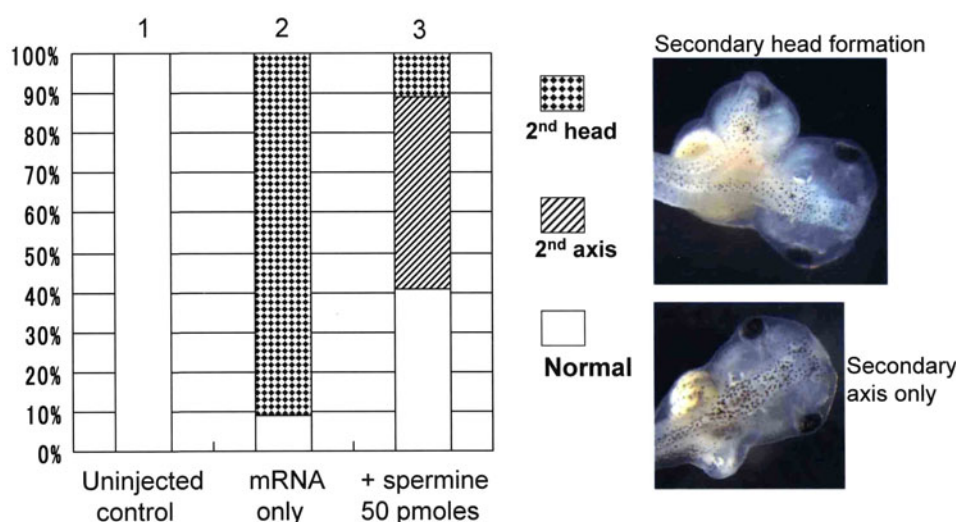 1 2 3
100%
90%
80%
70%
60%
50%
40%
30%
20%
10%
0%
Uninjected
control
mRNA
only
+ spermine
50 pmoles
2nd head
2nd axis
Normal
Secondary head formation
Secondary
axis only